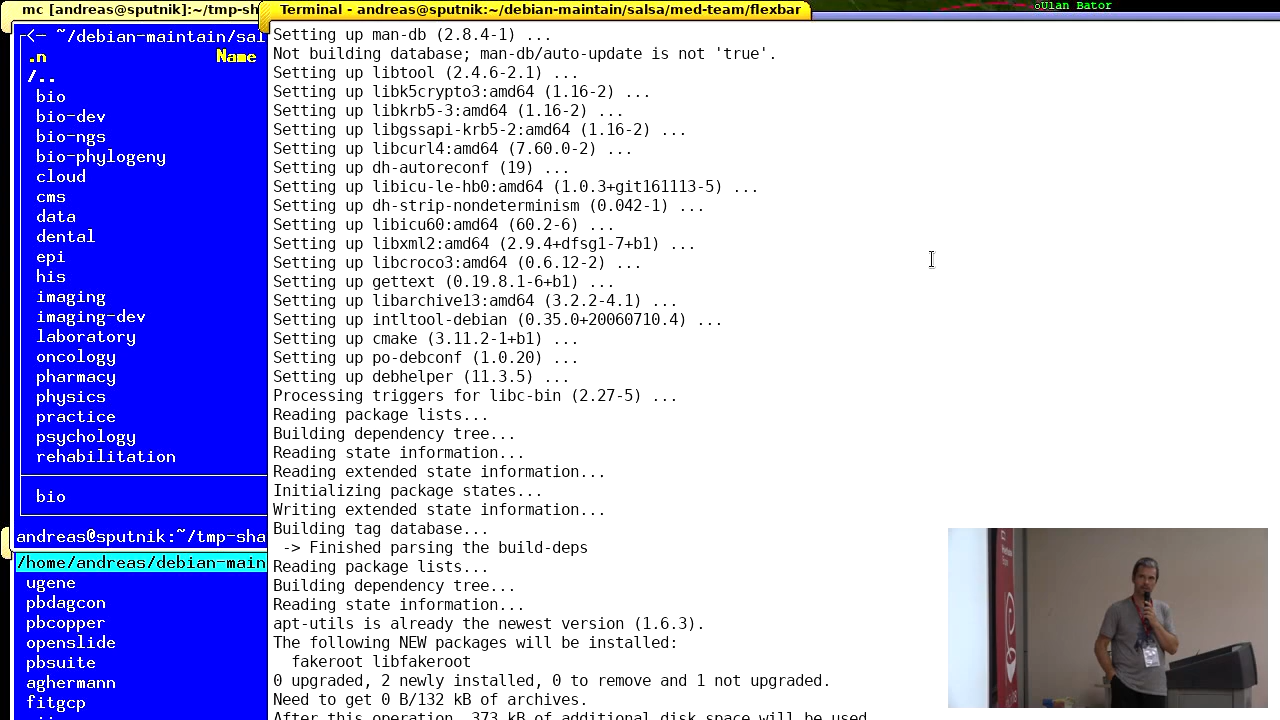 mc [andreas@sputnik]:~/tmp-sh
Terminal - andreas@sputnik:~/debian-maintain/salsa/med-team/flexbar
Ulan Bator
<- ~/debian-maintain/sal
.n Name
/..
bio
bio-dev
bio-ngs
bio-phylogeny
cloud
cms
data
dental
epi
his
imaging
imaging-dev
laboratory
oncology
pharmacy
physics
practice
psychology
rehabilitation
bio
andreas@sputnik:~/tmp-sha
/home/andreas/debian-main
ugene
pbdagcon
pbcopper
openslide
pbsuite
aghermann
fitgcp
Setting up man-db (2.8.4-1) ...
Not building database; man-db/auto-update is not 'true'.
Setting up libtool (2.4.6-2.1) ...
Setting up libk5crypto3:amd64 (1.16-2) ...
Setting up libkrb5-3:amd64 (1.16-2) ...
Setting up libgssapi-krb5-2:amd64 (1.16-2) ...
Setting up libcurl4:amd64 (7.60.0-2) ...
Setting up dh-autoreconf (19) ...
Setting up libicu-le-hb0:amd64 (1.0.3+git161113-5) ...
Setting up dh-strip-nondeterminism (0.042-1) ...
Setting up libicu60:amd64 (60.2-6) ...
Setting up libxml2:amd64 (2.9.4+dfsg1-7+b1) ...
Setting up libcroco3:amd64 (0.6.12-2) ...
Setting up gettext (0.19.8.1-6+b1) ...
Setting up libarchive13:amd64 (3.2.2-4.1) ...
Setting up intltool-debian (0.35.0+20060710.4) ...
Setting up cmake (3.11.2-1+b1) ...
Setting up po-debconf (1.0.20) ...
Setting up debhelper (11.3.5) ...
Processing triggers for libc-bin (2.27-5) ...
Reading package lists...
Building dependency tree...
Reading state information...
Reading extended state information...
Initializing package states...
Writing extended state information...
Building tag database...
-> Finished parsing the build-deps
Reading package lists...
Building dependency tree...
Reading state information...
apt-utils is already the newest version (1.6.3).
The following NEW packages will be installed:
fakeroot libfakeroot
0 upgraded, 2 newly installed, 0 to remove and 1 not upgraded.
Need to get 0 B/132 kB of archives.
After this operation, 373 kB of additional disk space will be used